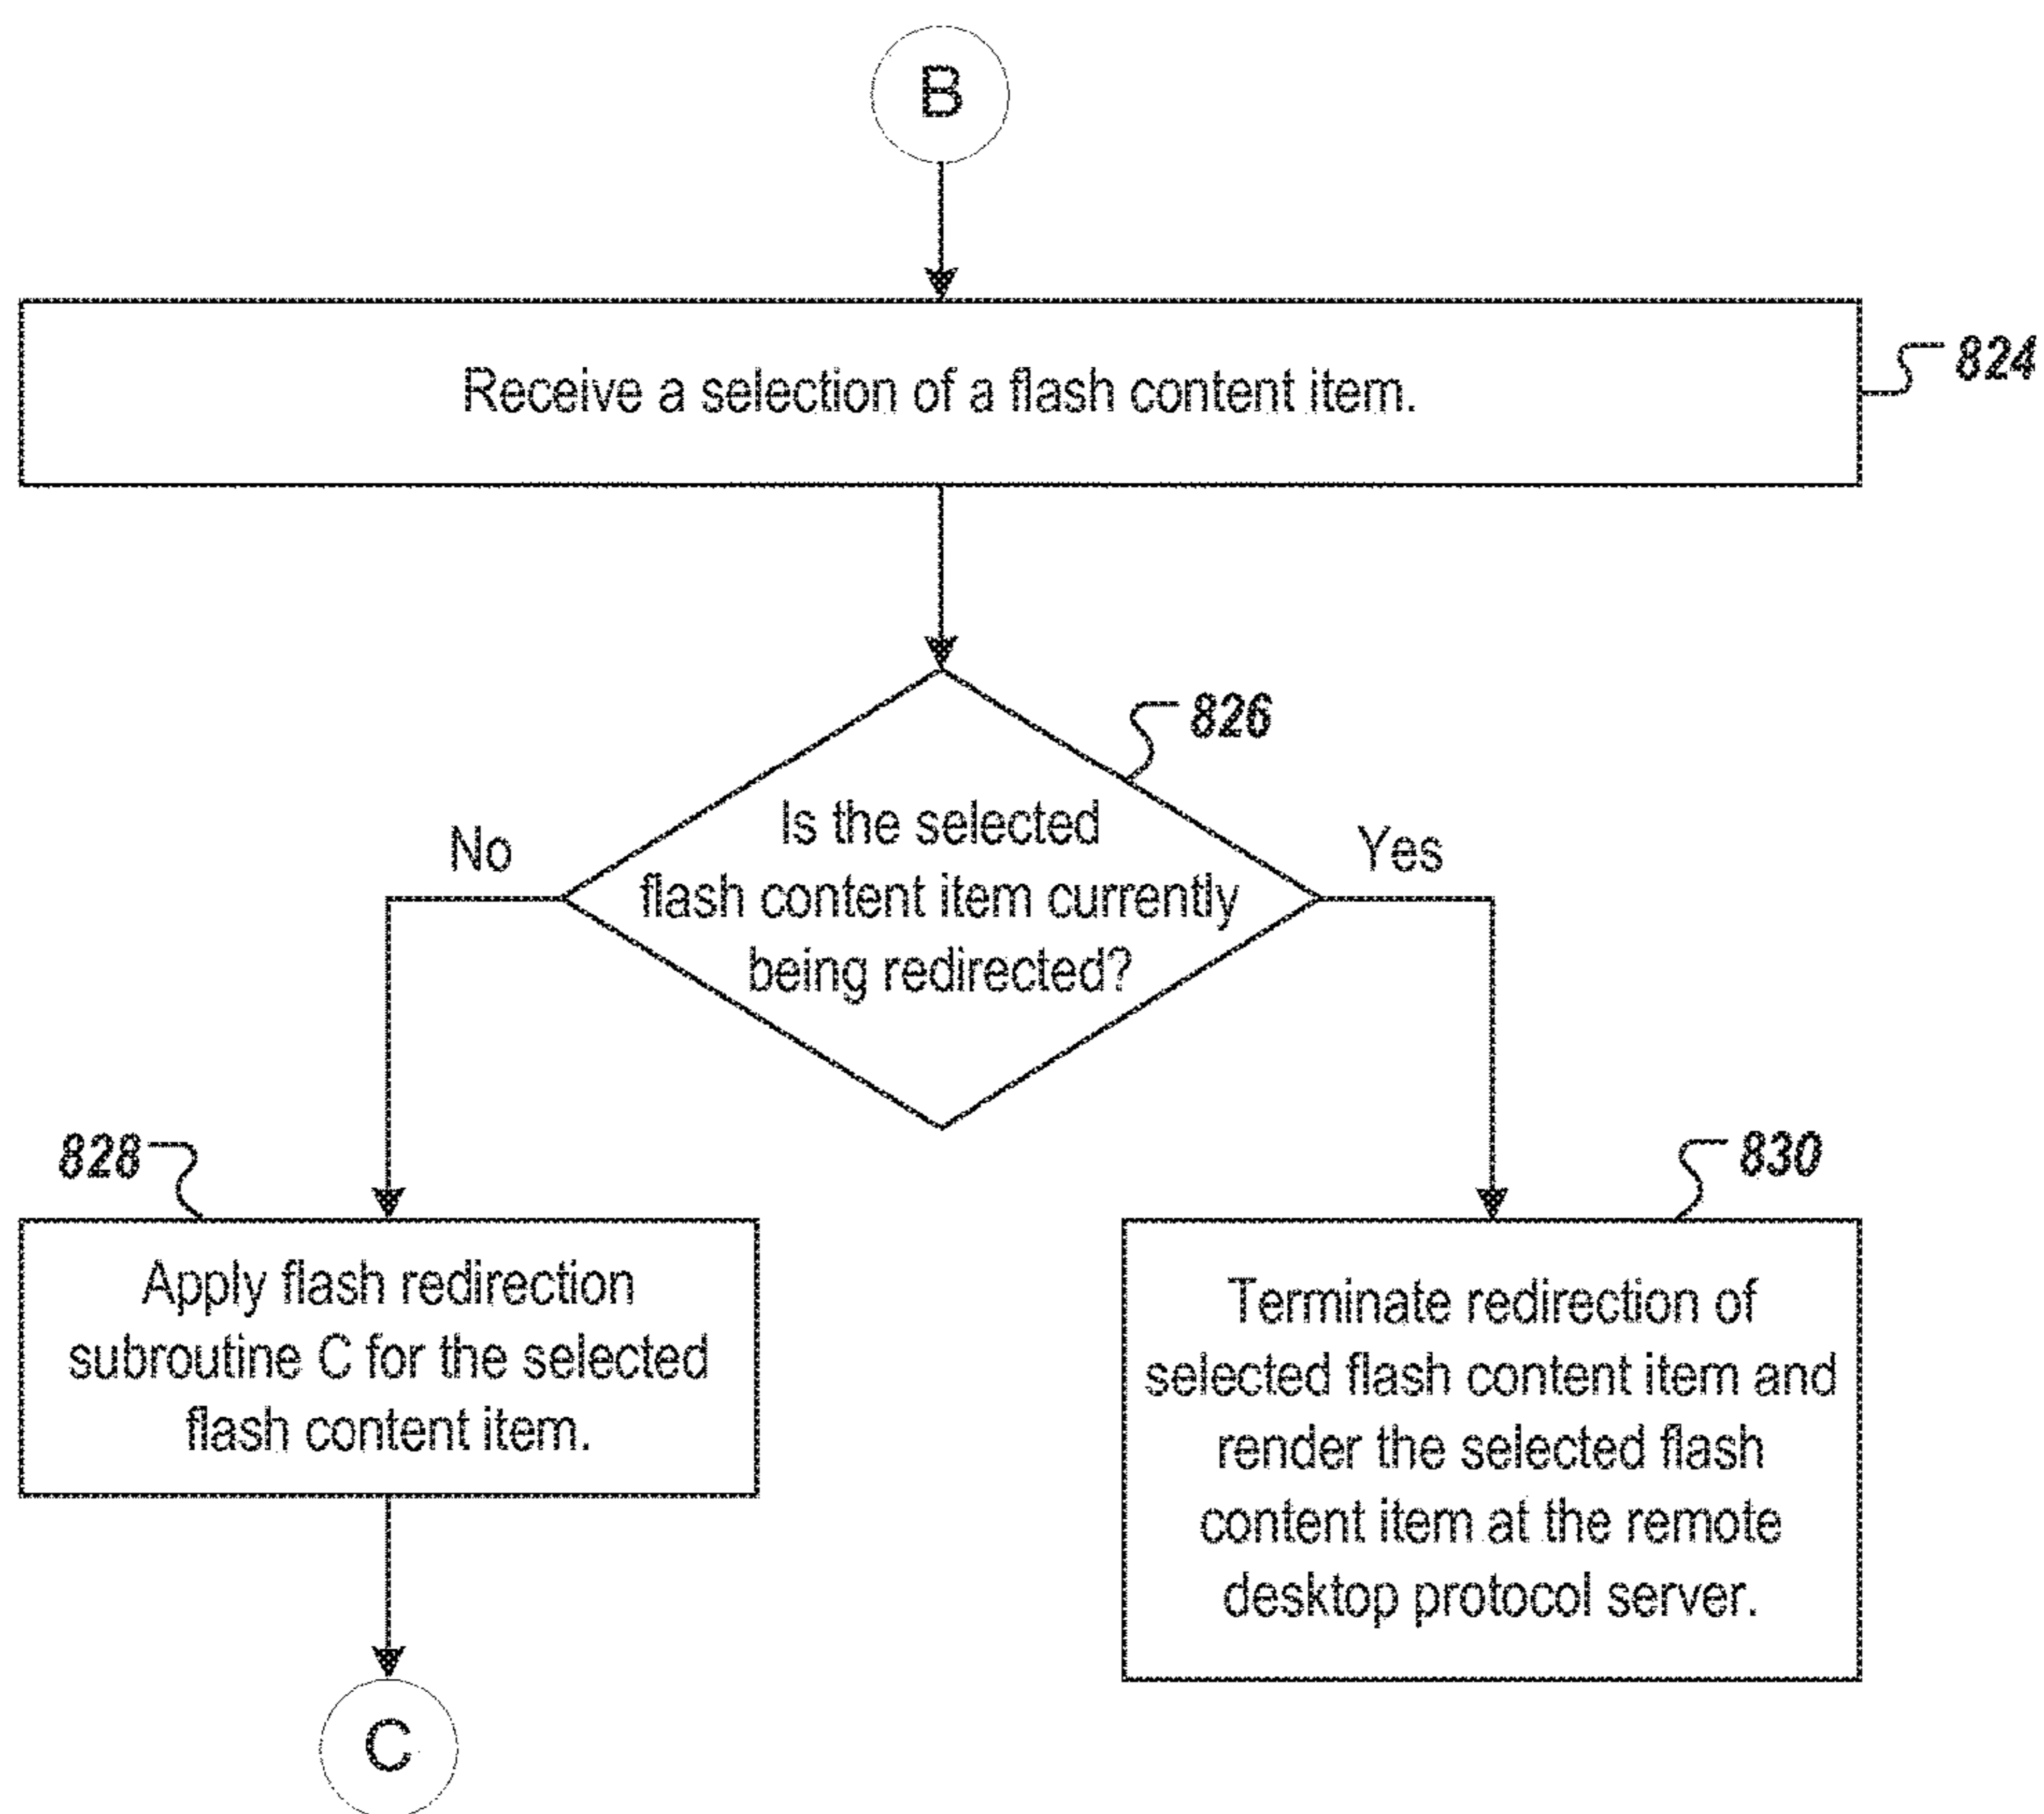 B
Receive a selection of a flash content item.
824
826
Is the selected
flash content item currently
being redirected?
No
Yes
828
Apply flash redirection
subroutine C for the selected
flash content item.
830
Terminate redirection of
selected flash content item and
render the selected flash
content item at the remote
desktop protocol server.
C